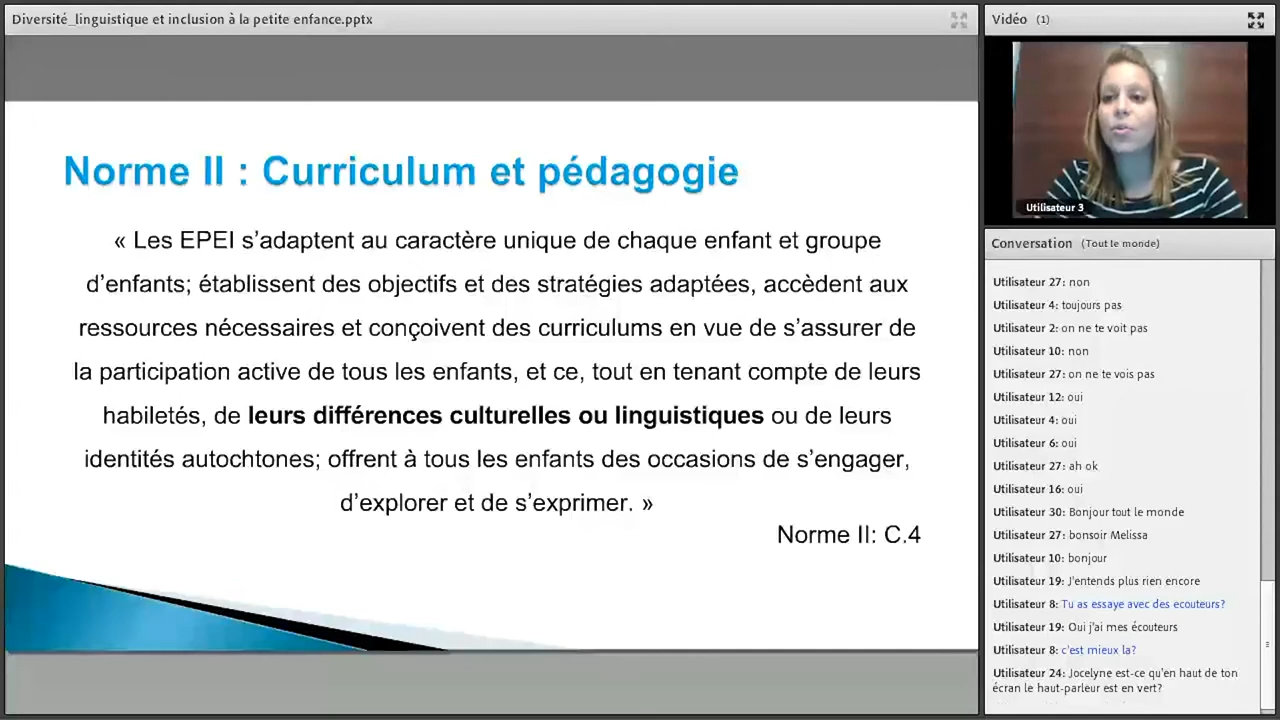 Diversité_linguistique et inclusion à la petite enfance.pptx
Norme II : Curriculum et pédagogie
« Les EPEI s’adaptent au caractère unique de chaque enfant et groupe
d’enfants; établissent des objectifs et des stratégies adaptées, accèdent aux
ressources nécessaires et conçoivent des curriculums en vue de s’assurer de
la participation active de tous les enfants, et ce, tout en tenant compte de leurs
habiletés, de leurs différences culturelles ou linguistiques ou de leurs
identités autochtones; offrent à tous les enfants des occasions de s’engager,
d’explorer et de s’exprimer. »
Norme II: C.4
Vidéo (1)
Utilisateur 3
Conversation (Tout le monde)
Utilisateur 27: non
Utilisateur 4: toujours pas
Utilisateur 2: on ne te voit pas
Utilisateur 10: non
Utilisateur 27: on ne te vois pas
Utilisateur 12: oui
Utilisateur 4: oui
Utilisateur 6: oui
Utilisateur 27: ah ok
Utilisateur 16: oui
Utilisateur 30: Bonjour tout le monde
Utilisateur 27: bonsoir Melissa
Utilisateur 10: bonjour
Utilisateur 19: J'entends plus rien encore
Utilisateur 8: Tu as essaye avec des ecouteurs?
Utilisateur 19: Oui j'ai mes écouteurs
Utilisateur 8: c'est mieux la?
Utilisateur 24: Jocelyne est-ce qu'en haut de ton
écran le haut-parleur est en vert?